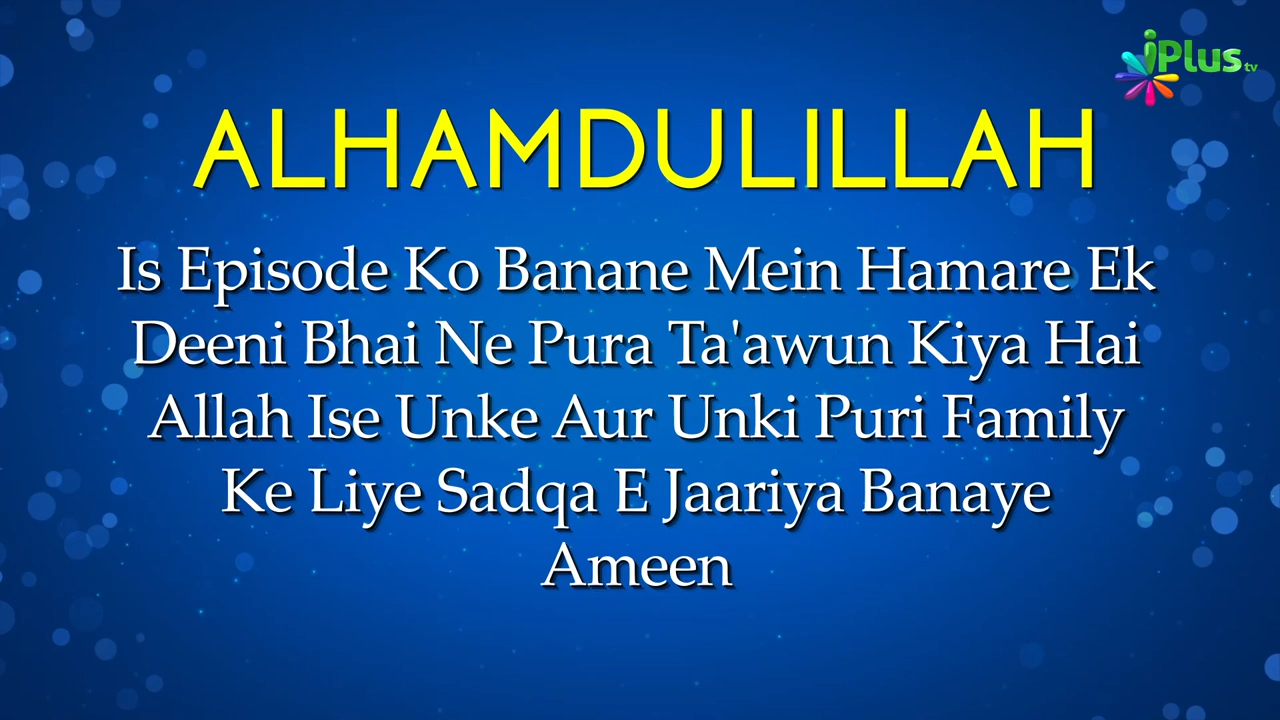 iPlus tv
ALHAMDULILLAH
Is Episode Ko Banane Mein Hamare Ek
Deeni Bhai Ne Pura Ta'awun Kiya Hai
Allah Ise Unke Aur Unki Puri Family
Ke Liye Sadqa E Jaariya Banaye
Ameen